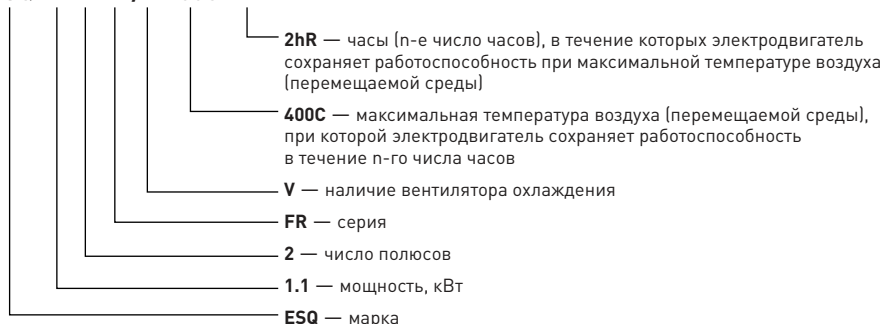 2hR — часы (n-е число часов), в течение которых электродвигатель
сохраняет работоспособность при максимальной температуре воздуха
(перемещаемой среды)
400C — максимальная температура воздуха (перемещаемой среды),
при которой электродвигатель сохраняет работоспособность
в течение n-го числа часов
V — наличие вентилятора охлаждения
FR — серия
2 — число полюсов
1.1 — мощность, кВт
ESQ — марка